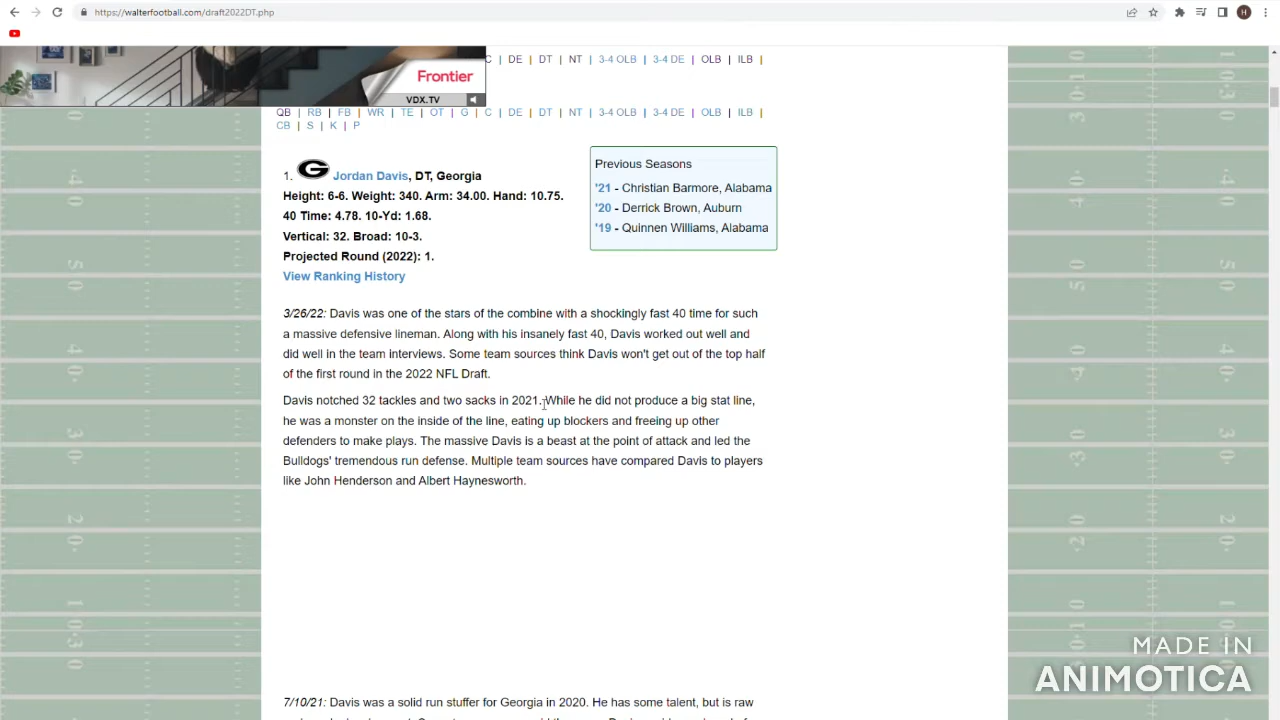 https://walterfootball.com/draft2022DT.php
H
Frontier
VDX.TV
C | DE | DT | NT | 3-4 OLB | 3-4 DE | OLB | ILB |
QB | RB | FB | WR | TE | OT | G | C | DE | DT | NT | 3-4 OLB | 3-4 DE | OLB | ILB |
CB | S | K | P
1. G Jordan Davis, DT, Georgia
Height: 6-6. Weight: 340. Arm: 34.00. Hand: 10.75.
40 Time: 4.78. 10-Yd: 1.68.
Vertical: 32. Broad: 10-3.
Projected Round (2022): 1.
View Ranking History
Previous Seasons
'21 - Christian Barmore, Alabama
'20 - Derrick Brown, Auburn
'19 - Quinnen Williams, Alabama
3/26/22: Davis was one of the stars of the combine with a shockingly fast 40 time for such
a massive defensive lineman. Along with his insanely fast 40, Davis worked out well and
did well in the team interviews. Some team sources think Davis won't get out of the top half
of the first round in the 2022 NFL Draft.
Davis notched 32 tackles and two sacks in 2021. While he did not produce a big stat line,
he was a monster on the inside of the line, eating up blockers and freeing up other
defenders to make plays. The massive Davis is a beast at the point of attack and led the
Bulldogs' tremendous run defense. Multiple team sources have compared Davis to players
like John Henderson and Albert Haynesworth.
7/10/21: Davis was a solid run stuffer for Georgia in 2020. He has some talent, but is raw
MADE IN
ANIMOTICA